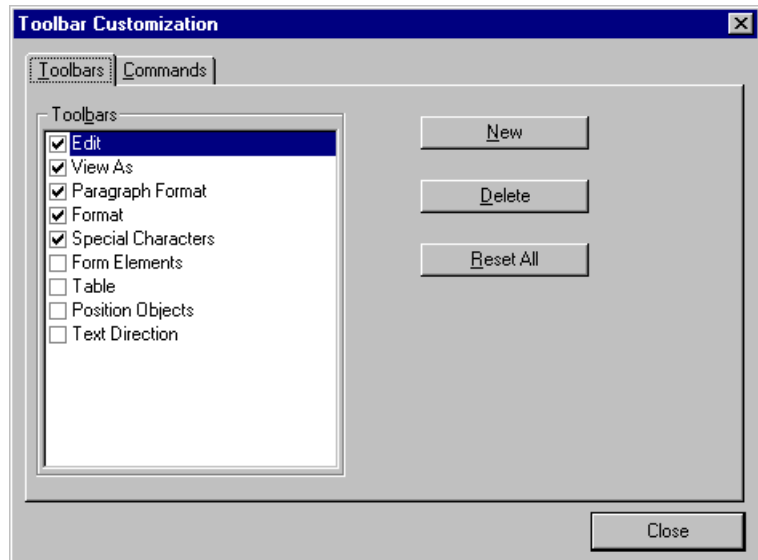 Toolbar Customization
Toolbars Commands
Toolbars
Edit
View As
Paragraph Format
Format
Special Characters
Form Elements
Table
Position Objects
Text Direction
New
Delete
Reset All
Close